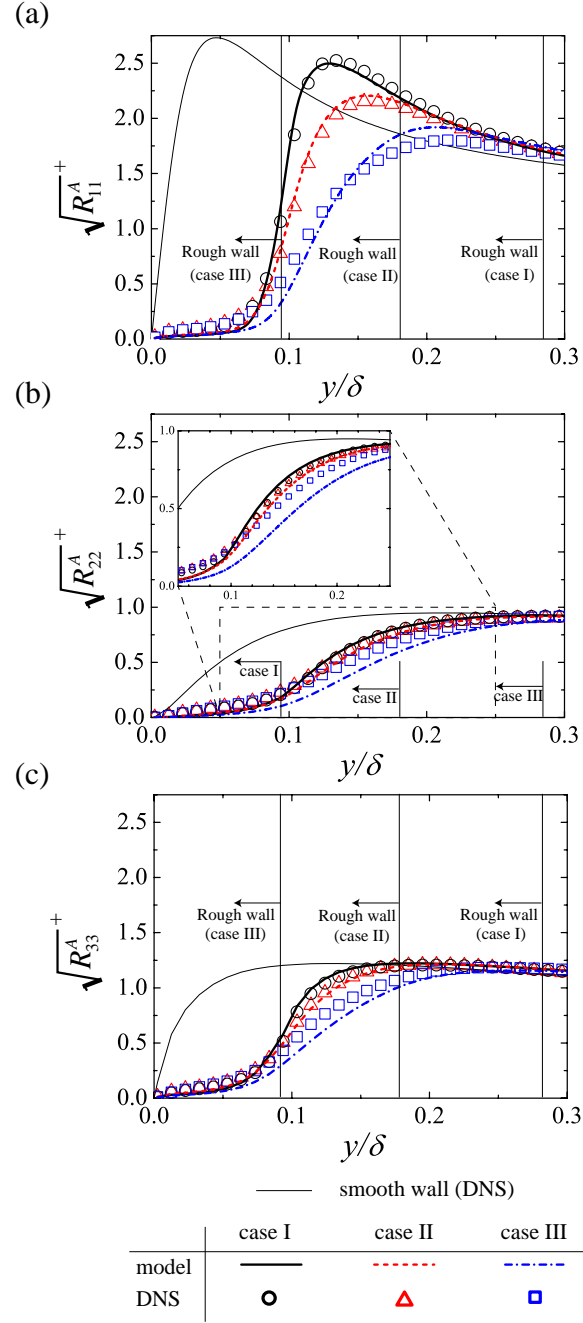 (a)
2.5
2.0
1.5
1.0
0.5
0.0
√R₁₁ᴬ⁺
Rough wall
(case III)
Rough wall
(case II)
Rough wall
(case I)
0.0 0.1 0.2 0.3
y/δ
(b)
2.5
2.0
1.5
1.0
0.5
0.0
√R₂₂ᴬ⁺
1.0
0.5
0.0
0.1 0.2
case I
case II
case III
0.0 0.1 0.2 0.3
y/δ
(c)
2.5
2.0
1.5
1.0
0.5
0.0
√R₃₃ᴬ⁺
Rough wall
(case III)
Rough wall
(case II)
Rough wall
(case I)
0.0 0.1 0.2 0.3
y/δ
smooth wall (DNS)
case I case II case III
model
DNS